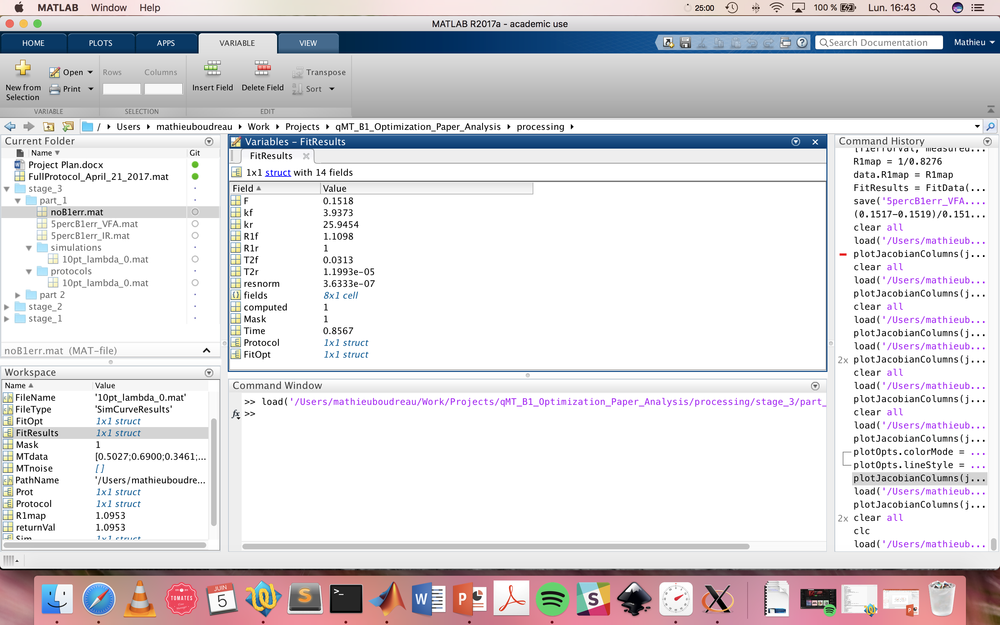 MATLAB Window Help 25:00 100 % Lun. 16:43
MATLAB R2017a - academic use
HOME PLOTS APPS VARIABLE VIEW Search Documentation Mathieu
New from Selection
Open
Print
Rows Columns
Insert Field Delete Field
Transpose
Sort
VARIABLE SELECTION EDIT
/ Users mathieuboudreau Work Projects qMT_B1_Optimization_Paper_Analysis processing
Current Folder
Name Git
Project Plan.docx
FullProtocol_April_21_2017.mat
stage_3
part_1
noB1err.mat
5percB1err_VFA.mat
5percB1err_IR.mat
simulations
10pt_lambda_0.mat
protocols
10pt_lambda_0.mat
part 2
stage_2
stage_1
noB1err.mat (MAT-file)
Workspace
Name Value
FileName '10pt_lambda_0.mat'
FileType 'SimCurveResults'
FitOpt 1x1 struct
FitResults 1x1 struct
Mask 1
MTdata [0.5027;0.6900;0.3461;...
MTnoise []
PathName '/Users/mathieuboudre...
Prot 1x1 struct
Protocol 1x1 struct
R1map 1.0953
returnVal 1.0953
Sim 1x1 struct
Variables - FitResults
FitResults
1x1 struct with 14 fields
Field Value
F 0.1518
kf 3.9373
kr 25.9454
R1f 1.1098
R1r 1
T2f 0.0313
T2r 1.1993e-05
resnorm 3.6333e-07
fields 8x1 cell
computed 1
Mask 1
Time 0.8567
Protocol 1x1 struct
FitOpt 1x1 struct
Command Window
>> load('/Users/mathieuboudreau/Work/Projects/qMT_B1_Optimization_Paper_Analysis/processing/stage_3/part_
fx >>
Command History
[f1errorVal, measured...
R1map = 1/0.8276
data.R1map = R1map
FitResults = FitData(...
save('5percB1err_VFA....
(0.1517-0.1519)/0.151...
clear all
load('/Users/mathieub...
plotJacobianColumns(j...
clear all
load('/Users/mathieub...
plotJacobianColumns(j...
clear all
load('/Users/mathieub...
plotJacobianColumns(j...
load('/Users/mathieub...
2x plotJacobianColumns(j...
clear all
load('/Users/mathieub...
plotJacobianColumns(j...
clear all
load('/Users/mathieub...
plotJacobianColumns(j...
plotOpts.colorMode = ...
plotOpts.lineStyle = ...
plotJacobianColumns(j...
load('/Users/mathieub...
plotJacobianColumns(j...
2x clear all
clc
load('/Users/mathieub...
TOMATES
JUIN
5
S
>_
W
P
S
X